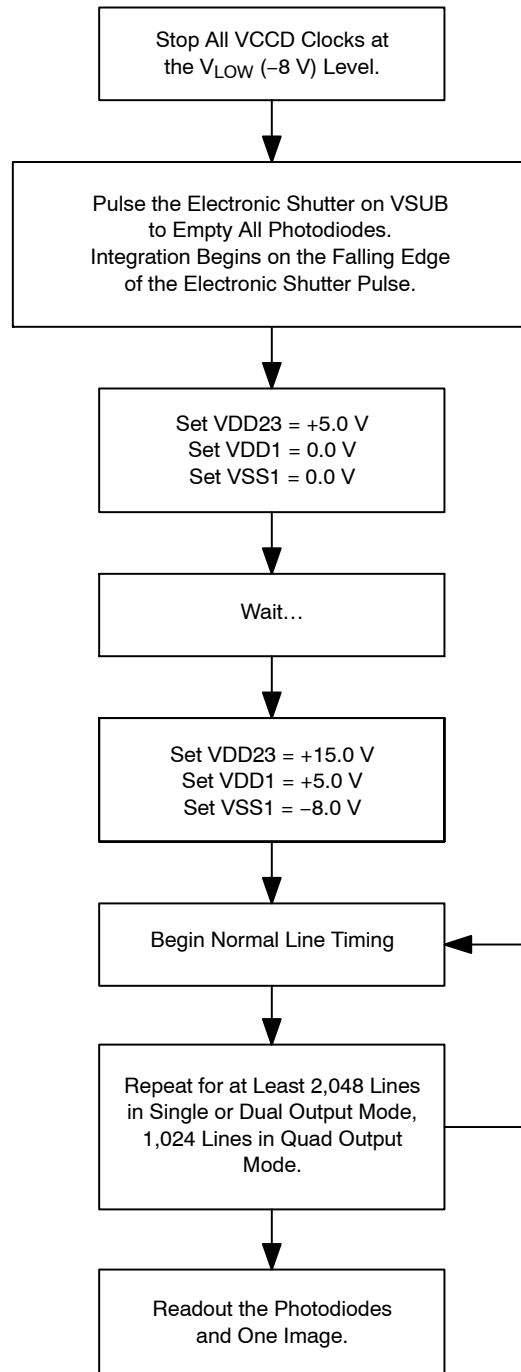 Stop All VCCD Clocks at
the VLOW (−8 V) Level.
Pulse the Electronic Shutter on VSUB
to Empty All Photodiodes.
Integration Begins on the Falling Edge
of the Electronic Shutter Pulse.
Set VDD23 = +5.0 V
Set VDD1 = 0.0 V
Set VSS1 = 0.0 V
Wait…
Set VDD23 = +15.0 V
Set VDD1 = +5.0 V
Set VSS1 = −8.0 V
Begin Normal Line Timing
Repeat for at Least 2,048 Lines
in Single or Dual Output Mode,
1,024 Lines in Quad Output
Mode.
Readout the Photodiodes
and One Image.